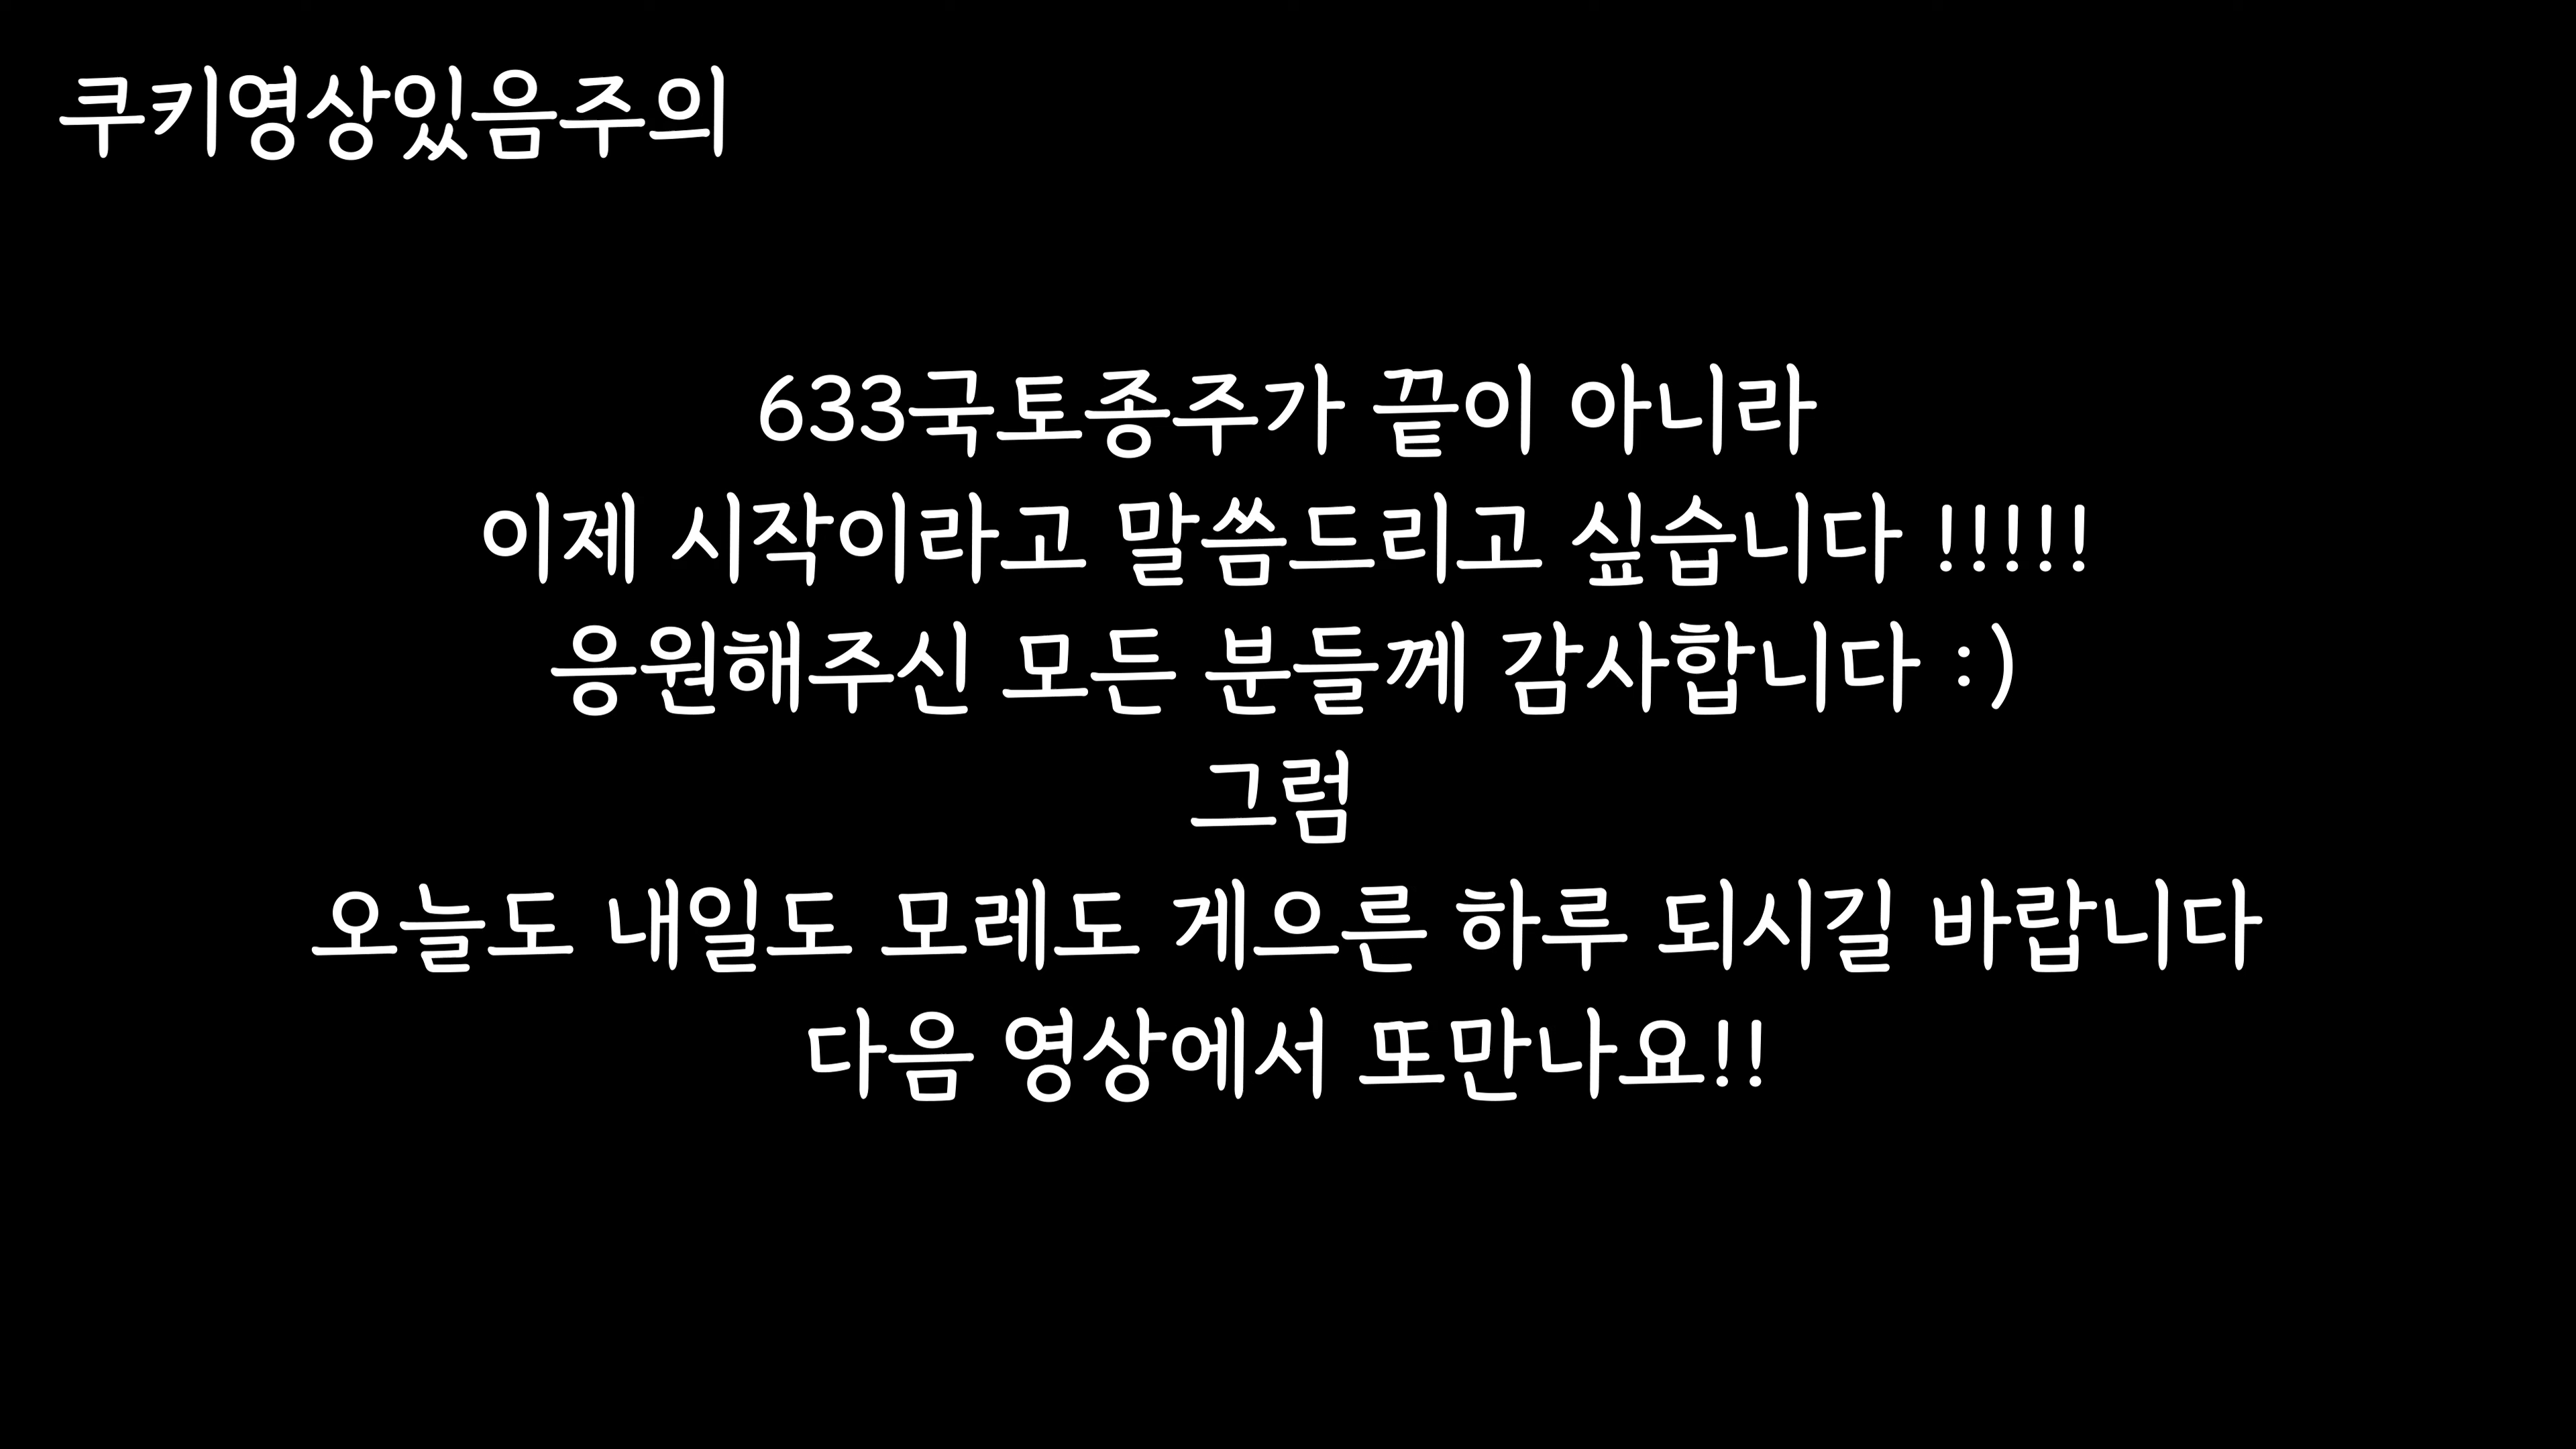 쿠키영상있음주의
633국토종주가 끝이 아니라
이제 시작이라고 말씀드리고 싶습니다 !!!!!
응원해주신 모든 분들께 감사합니다 :)
그럼
오늘도 내일도 모레도 게으른 하루 되시길 바랍니다
다음 영상에서 또만나요!!